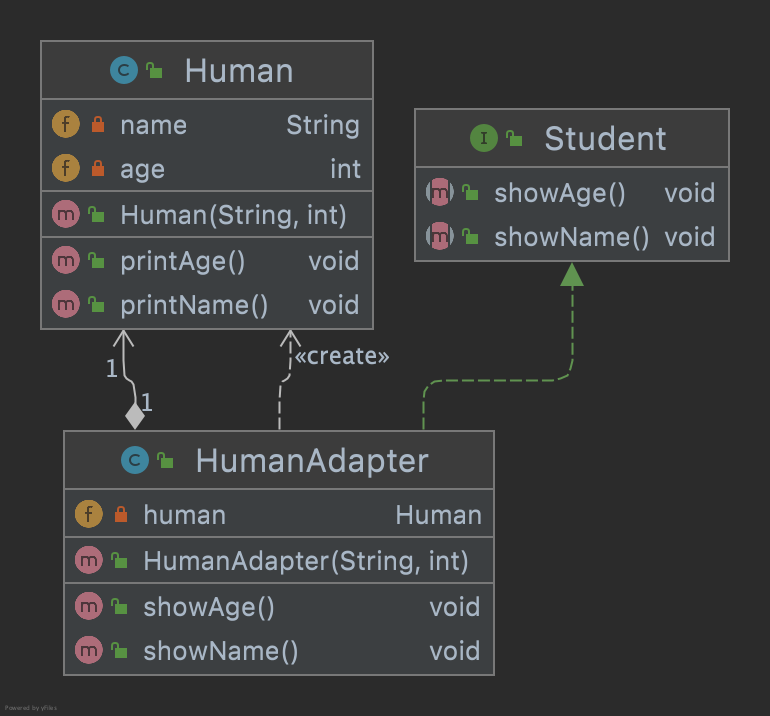 C Human
f name String
f age int
m Human(String, int)
m printAge() void
m printName() void
I Student
m showAge() void
m showName() void
1
1
«create»
C HumanAdapter
f human Human
m HumanAdapter(String, int)
m showAge() void
m showName() void
Powered by yFiles